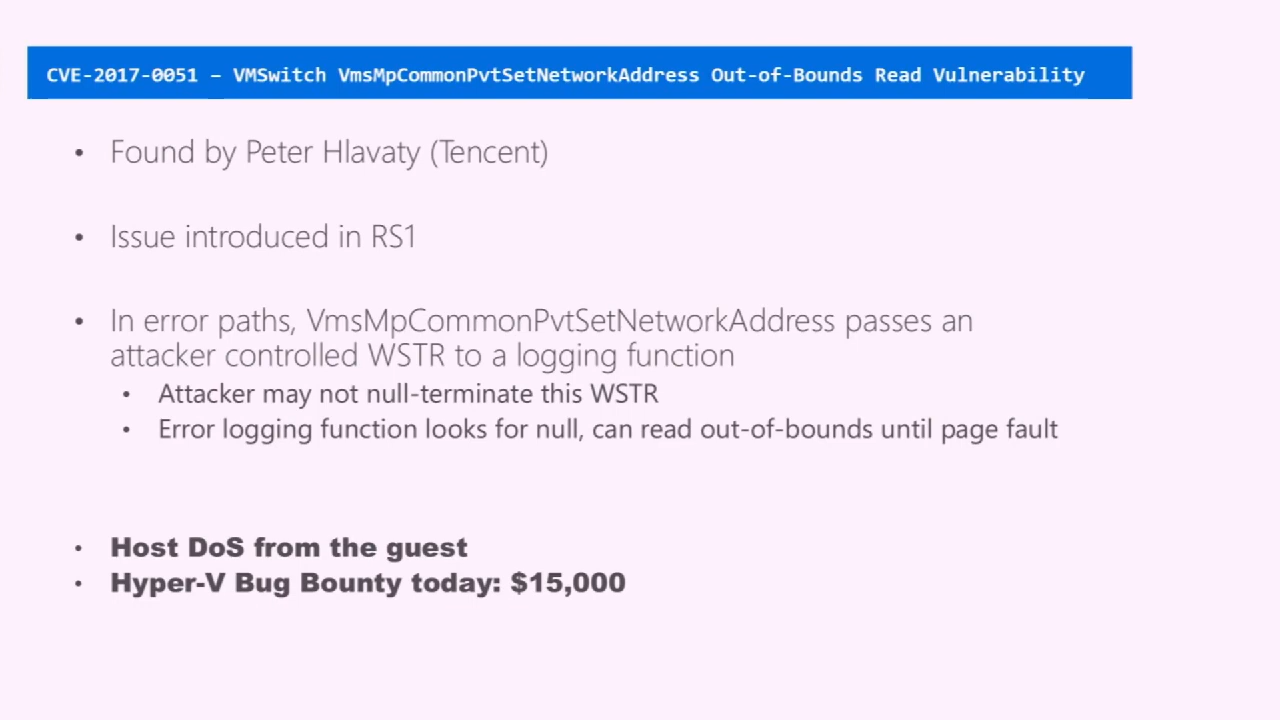 CVE-2017-0051 – VMSwitch VmsMpCommonPvtSetNetworkAddress Out-of-Bounds Read Vulnerability
• Found by Peter Hlavaty (Tencent)
• Issue introduced in RS1
• In error paths, VmsMpCommonPvtSetNetworkAddress passes an
attacker controlled WSTR to a logging function
• Attacker may not null-terminate this WSTR
• Error logging function looks for null, can read out-of-bounds until page fault
• Host DoS from the guest
• Hyper-V Bug Bounty today: $15,000